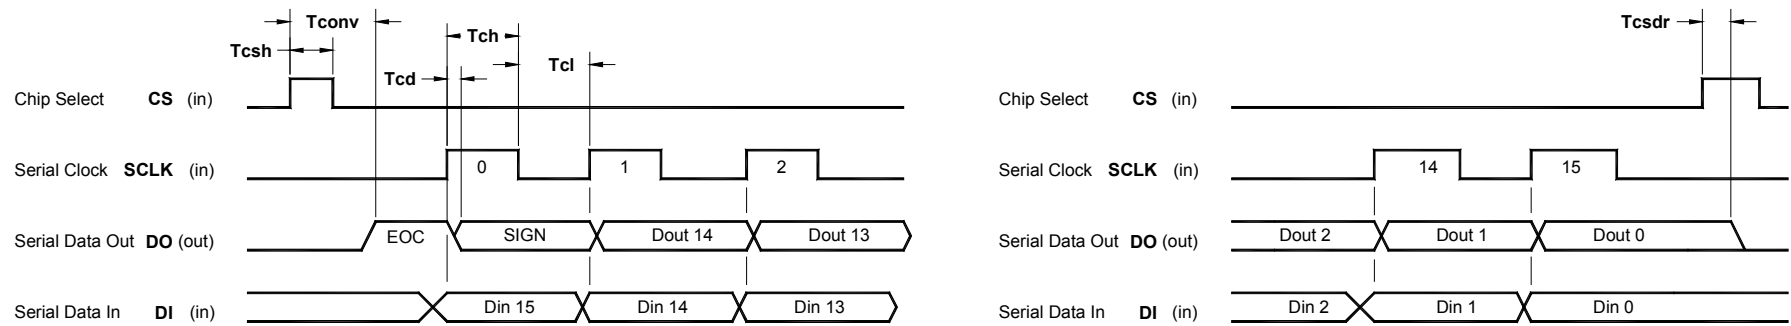 Tconv
Tcsh
Tch
Tcl
Tcd
Chip Select CS (in)
Serial Clock SCLK (in)
0 1 2
Serial Data Out DO (out)
EOC SIGN Dout 14 Dout 13
Serial Data In DI (in)
Din 15 Din 14 Din 13
Tcsdr
Chip Select CS (in)
Serial Clock SCLK (in)
14 15
Serial Data Out DO (out)
Dout 2 Dout 1 Dout 0
Serial Data In DI (in)
Din 2 Din 1 Din 0